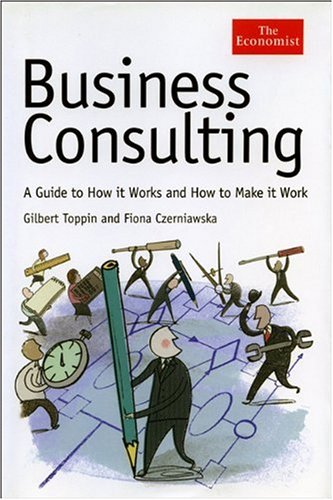 The
Economist
Business
Consulting
A Guide to How it Works and How to Make it Work
Gilbert Toppin and Fiona Czerniawska